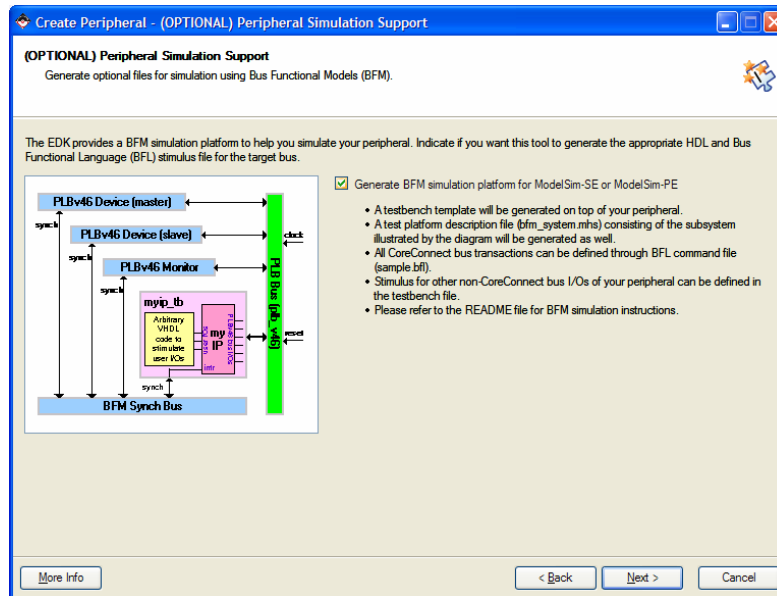 Create Peripheral - (OPTIONAL) Peripheral Simulation Support
(OPTIONAL) Peripheral Simulation Support
Generate optional files for simulation using Bus Functional Models (BFM).
The EDK provides a BFM simulation platform to help you simulate your peripheral. Indicate if you want this tool to generate the appropriate HDL and Bus
Functional Language (BFL) stimulus file for the target bus.
PLBv46 Device (master)
synch
PLBv46 Device (slave)
synch
PLBv46 Monitor
synch
myip_tb
Arbitrary
VHDL
code to
stimulate
user I/Os
my
IP
PLBv46 bus I/Os
intr
synch
BFM Synch Bus
PLB Bus (plb_v46)
clock
reset
Generate BFM simulation platform for ModelSim-SE or ModelSim-PE
• A testbench template will be generated on top of your peripheral.
• A test platform description file (bfm_system.mhs) consisting of the subsystem
illustrated by the diagram will be generated as well.
• All CoreConnect bus transactions can be defined through BFL command file
(sample.bfl).
• Stimulus for other non-CoreConnect bus I/Os of your peripheral can be defined in
the testbench file.
• Please refer to the README file for BFM simulation instructions.
More Info
< Back
Next >
Cancel